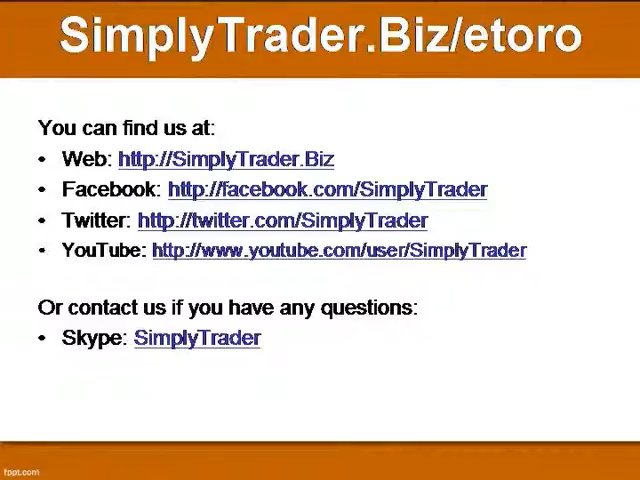 SimplyTrader.Biz/etoro
You can find us at:
• Web: http://SimplyTrader.Biz
• Facebook: http://facebook.com/SimplyTrader
• Twitter: http://twitter.com/SimplyTrader
• YouTube: http://www.youtube.com/user/SimplyTrader
Or contact us if you have any questions:
• Skype: SimplyTrader
fppt.com